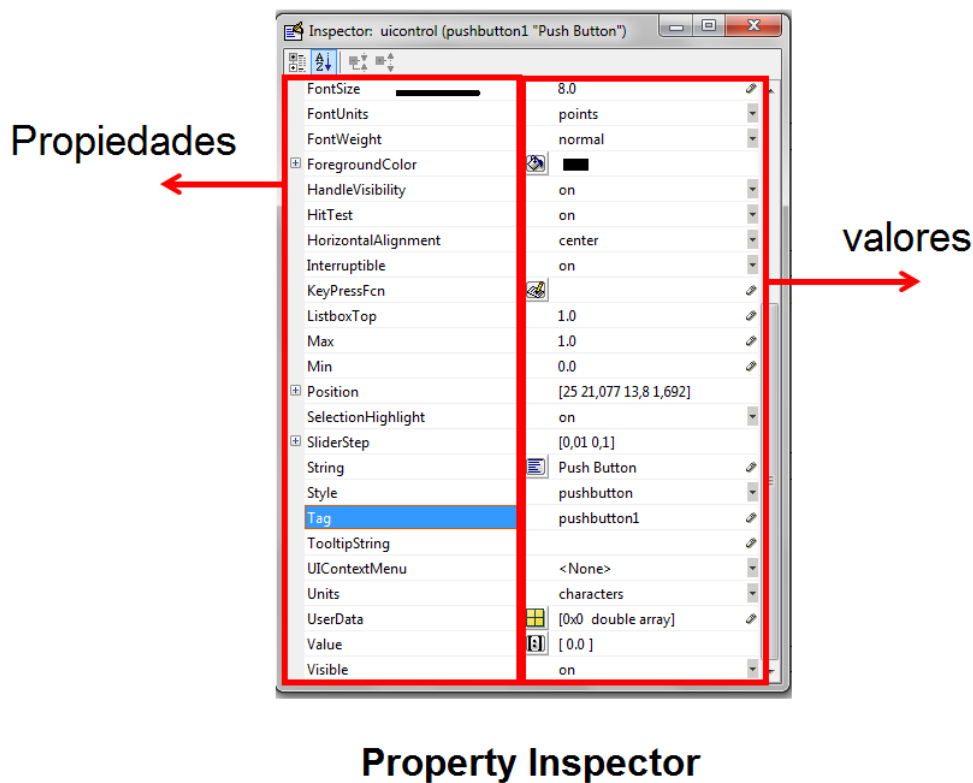 Inspector: uicontrol (pushbutton1 "Push Button")
FontSize 8.0
FontUnits points
FontWeight normal
Propiedades
ForegroundColor
HandleVisibility on
HitTest on
HorizontalAlignment center
valores
Interruptible on
KeyPressFcn
ListboxTop 1.0
Max 1.0
Min 0.0
Position [25 21,077 13,8 1,692]
SelectionHighlight on
SliderStep [0,01 0,1]
String Push Button
Style pushbutton
Tag pushbutton1
TooltipString
UIContextMenu <None>
Units characters
UserData [0x0 double array]
Value [ 0.0 ]
Visible on
Property Inspector